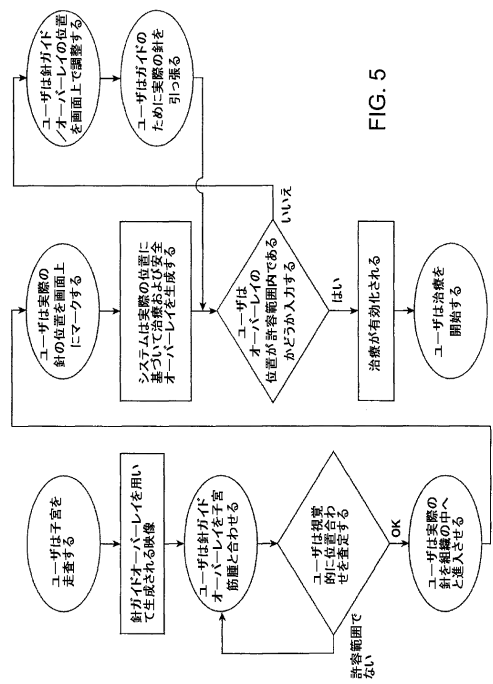 ユーザは子宮を
走査する
針ガイドオーバーレイを用い
て生成される映像
ユーザは針ガイド
オーバーレイを子宮
筋腫と合わせる
ユーザは視覚
的に位置合わ
せを査定する
許容範囲で
ない
OK
ユーザは実際の
針を組織の中へ
と進入させる
ユーザは実際の
針の位置を画面上
にマークする
システムは実際の位置に
基づいて治療および安全
オーバーレイを生成する
ユーザは
オーバーレイの
位置が許容範囲内である
かどうか入力する
いいえ
はい
治療が有効化される
ユーザは治療を
開始する
ユーザは針ガイド
/オーバーレイの位置
を画面上で調整する
ユーザはガイドの
ために実際の針を
引っ張る
FIG. 5